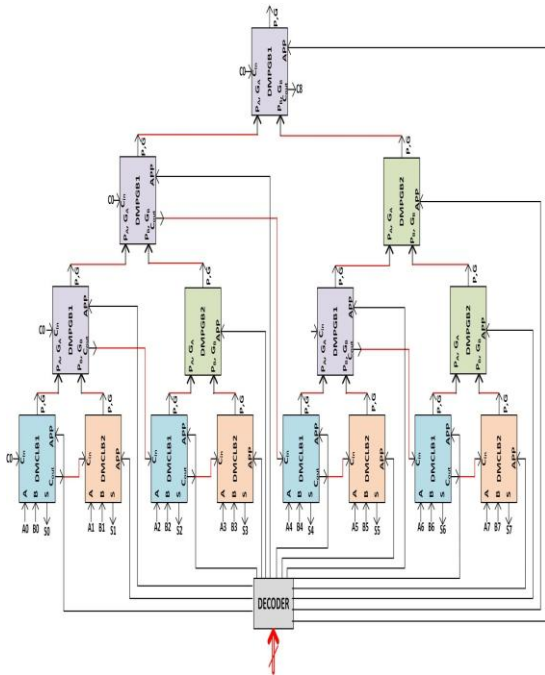 P,G
DMPGB1
APP
C0 Cin
PA, GA
PB, GB
Cout C8
P,G
DMPGB1
APP
C0 Cin
PA, GA
PB, GB
Cout
P,G
DMPGB2
APP
PA, GA
PB, GB
P,G
DMPGB1
APP
C0 Cin
PA, GA
PB, GB
Cout
P,G
DMPGB2
APP
PA, GA
PB, GB
P,G
DMPGB1
APP
Cin
PA, GA
PB, GB
Cout
P,G
DMPGB2
APP
PA, GA
PB, GB
P,G
DMCLB1
APP
C0 Cin
Cout
A B S
P,G
DMCLB2
APP
Cin
A B S
P,G
DMCLB1
APP
Cin
Cout
A B S
P,G
DMCLB2
APP
Cin
A B S
P,G
DMCLB1
APP
Cin
Cout
A B S
P,G
DMCLB2
APP
Cin
A B S
P,G
DMCLB1
APP
Cin
Cout
A B S
P,G
DMCLB2
APP
Cin
A B S
A0 B0 S0 A1 B1 S1 A2 B2 S2 A3 B3 S3 A4 B4 S4 A5 B5 S5 A6 B6 S6 A7 B7 S7
DECODER